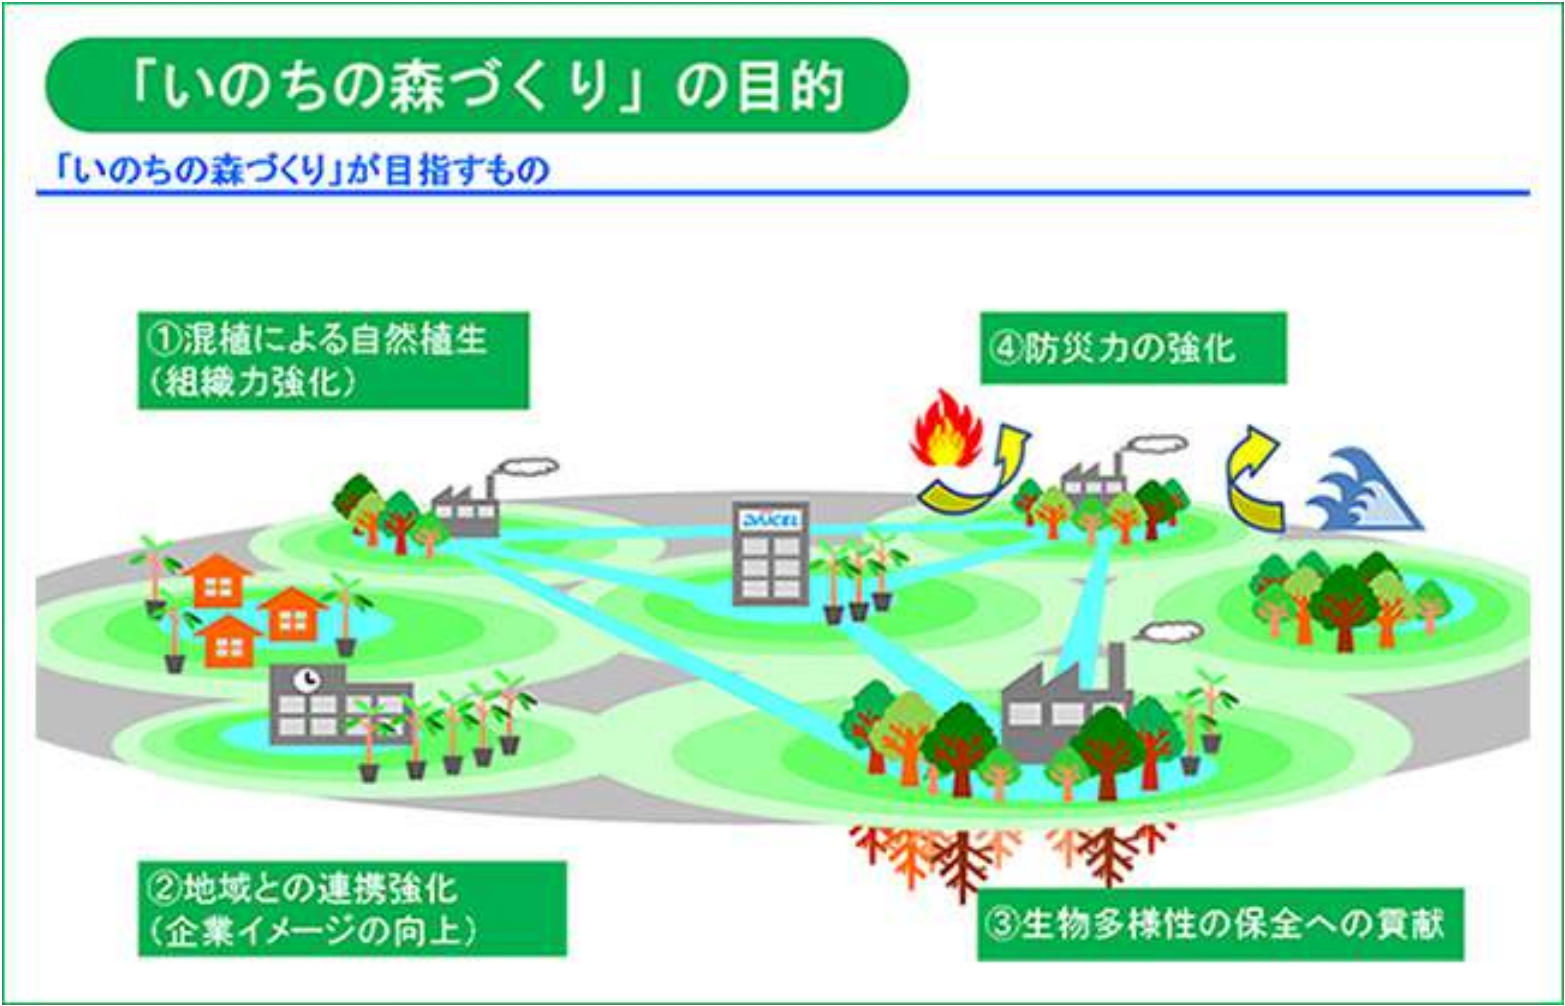 「いのちの森づくり」の目的
「いのちの森づくり」が目指すもの
①混植による自然植生
（組織力強化）
④防災力の強化
DAICEL
②地域との連携強化
（企業イメージの向上）
③生物多様性の保全への貢献